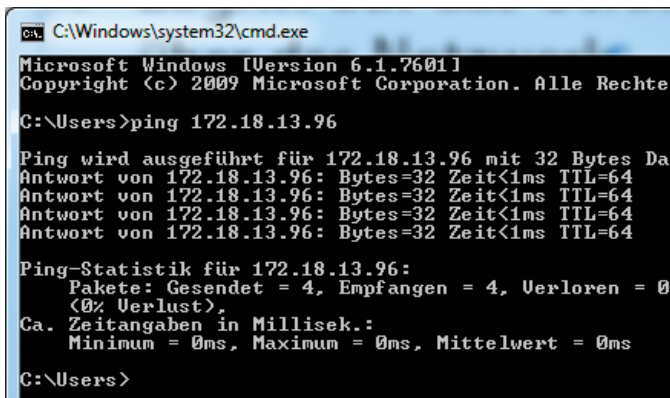 C:\Windows\system32\cmd.exe
Microsoft Windows [Version 6.1.7601]
Copyright (c) 2009 Microsoft Corporation. Alle Rechte
C:\Users>ping 172.18.13.96
Ping wird ausgeführt für 172.18.13.96 mit 32 Bytes Da
Antwort von 172.18.13.96: Bytes=32 Zeit<1ms TTL=64
Antwort von 172.18.13.96: Bytes=32 Zeit<1ms TTL=64
Antwort von 172.18.13.96: Bytes=32 Zeit<1ms TTL=64
Antwort von 172.18.13.96: Bytes=32 Zeit<1ms TTL=64
Ping-Statistik für 172.18.13.96:
Pakete: Gesendet = 4, Empfangen = 4, Verloren = 0
(0% Verlust),
Ca. Zeitangaben in Millisek.:
Minimum = 0ms, Maximum = 0ms, Mittelwert = 0ms
C:\Users>